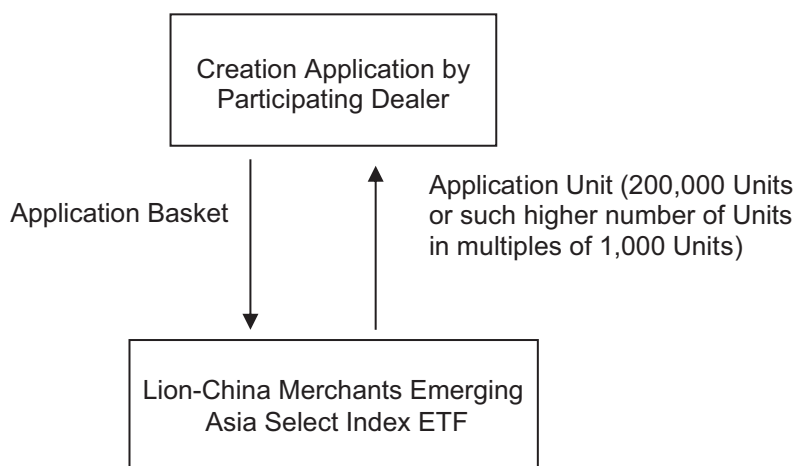 Creation Application by
Participating Dealer
Application Basket
Application Unit (200,000 Units
or such higher number of Units
in multiples of 1,000 Units)
Lion-China Merchants Emerging
Asia Select Index ETF